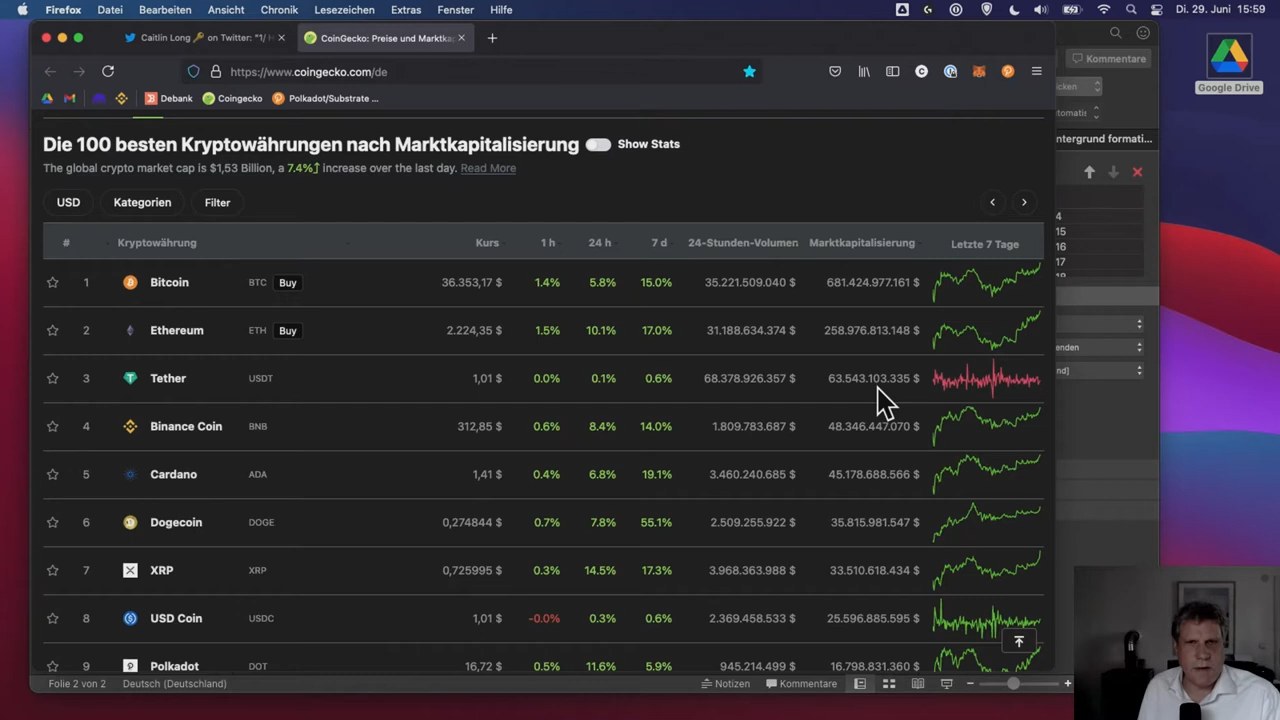 Firefox Datei Bearbeiten Ansicht Chronik Lesezeichen Extras Fenster Hilfe Di. 29. Juni 15:59
Caitlin Long 🔑 on Twitter: "1/ H
CoinGecko: Preise und Marktka
https://www.coingecko.com/de
Kommentare
Google Drive
Debank Coingecko Polkadot/Substrate ...
Die 100 besten Kryptowährungen nach Marktkapitalisierung Show Stats
The global crypto market cap is $1,53 Billion, a 7.4% increase over the last day. Read More
USD Kategorien Filter
# Kryptowährung Kurs 1 h 24 h 7 d 24-Stunden-Volumen Marktkapitalisierung Letzte 7 Tage
1 Bitcoin BTC Buy 36.353,17 $ 1.4% 5.8% 15.0% 35.221.509.040 $ 681.424.977.161 $
2 Ethereum ETH Buy 2.224,35 $ 1.5% 10.1% 17.0% 31.188.634.374 $ 258.976.813.148 $
3 Tether USDT 1,01 $ 0.0% 0.1% 0.6% 68.378.926.357 $ 63.543.103.335 $
4 Binance Coin BNB 312,85 $ 0.6% 8.4% 14.0% 1.809.783.687 $ 48.346.447.070 $
5 Cardano ADA 1,41 $ 0.4% 6.8% 19.1% 3.460.240.685 $ 45.178.688.566 $
6 Dogecoin DOGE 0,274844 $ 0.7% 7.8% 55.1% 2.509.255.922 $ 35.815.981.547 $
7 XRP XRP 0,725995 $ 0.3% 14.5% 17.3% 3.968.363.988 $ 33.510.618.434 $
8 USD Coin USDC 1,01 $ -0.0% 0.3% 0.6% 2.369.458.533 $ 25.596.885.595 $
9 Polkadot DOT 16,72 $ 0.5% 11.6% 5.9% 945.214.499 $ 16.798.831.360 $
cken
utomatis
ntergrund formati...
4
15
16
17
18
enden
nd]
Folie 2 von 2 Deutsch (Deutschland) Notizen Kommentare